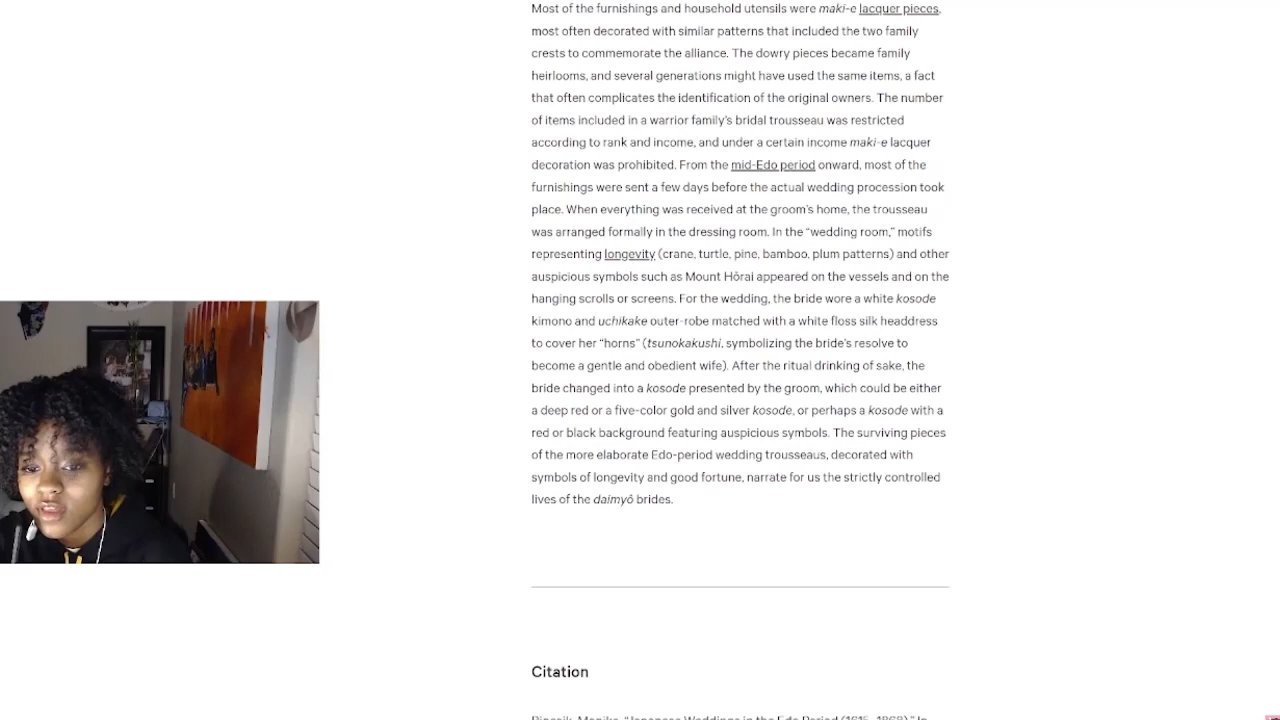 Most of the furnishings and household utensils were maki-e lacquer pieces,
most often decorated with similar patterns that included the two family
crests to commemorate the alliance. The dowry pieces became family
heirlooms, and several generations might have used the same items, a fact
that often complicates the identification of the original owners. The number
of items included in a warrior family's bridal trousseau was restricted
according to rank and income, and under a certain income maki-e lacquer
decoration was prohibited. From the mid-Edo period onward, most of the
furnishings were sent a few days before the actual wedding procession took
place. When everything was received at the groom's home, the trousseau
was arranged formally in the dressing room. In the “wedding room,” motifs
representing longevity (crane, turtle, pine, bamboo, plum patterns) and other
auspicious symbols such as Mount Hōrai appeared on the vessels and on the
hanging scrolls or screens. For the wedding, the bride wore a white kosode
kimono and uchikake outer-robe matched with a white floss silk headdress
to cover her “horns” (tsunokakushi, symbolizing the bride's resolve to
become a gentle and obedient wife). After the ritual drinking of sake, the
bride changed into a kosode presented by the groom, which could be either
a deep red or a five-color gold and silver kosode, or perhaps a kosode with a
red or black background featuring auspicious symbols. The surviving pieces
of the more elaborate Edo-period wedding trousseaus, decorated with
symbols of longevity and good fortune, narrate for us the strictly controlled
lives of the daimyō brides.
Citation
Bincsik, Monika. “Japanese Weddings in the Edo Period (1615–1868).” In